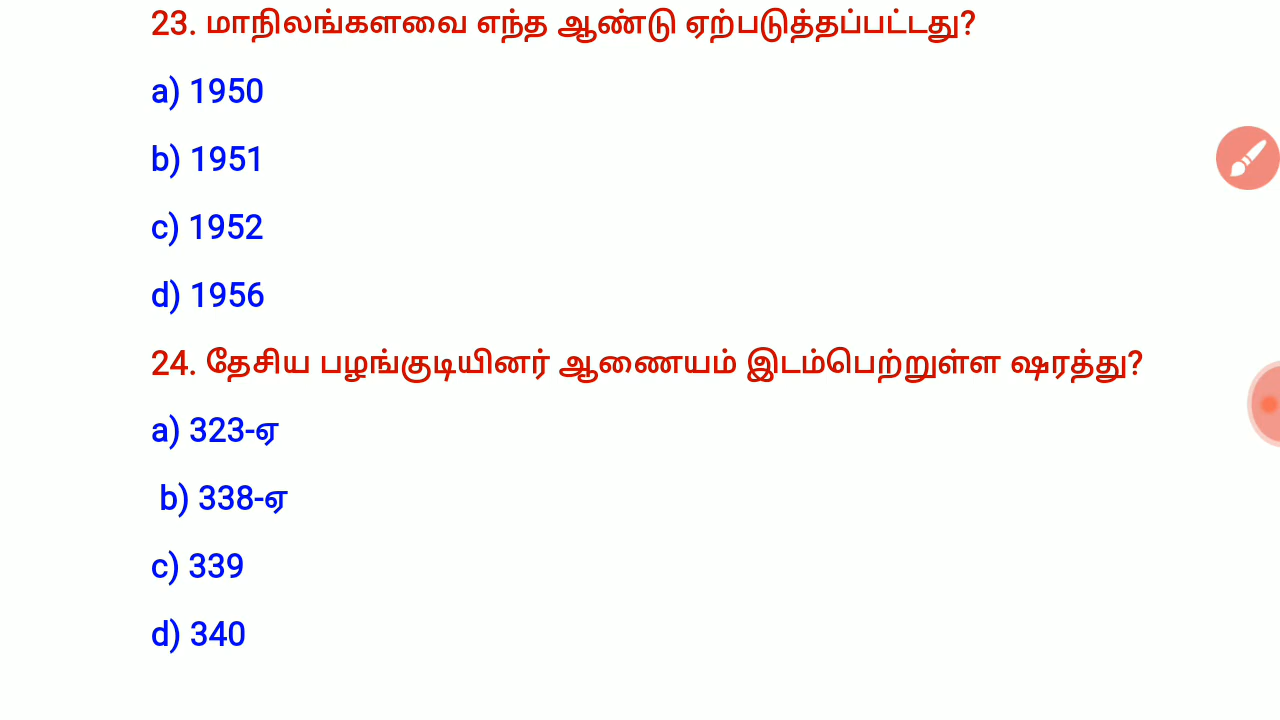 23. மாநிலங்களவை எந்த ஆண்டு ஏற்படுத்தப்பட்டது?
a) 1950
b) 1951
c) 1952
d) 1956
24. தேசிய பழங்குடியினர் ஆணையம் இடம்பெற்றுள்ள ஷரத்து?
a) 323-ஏ
b) 338-ஏ
c) 339
d) 340